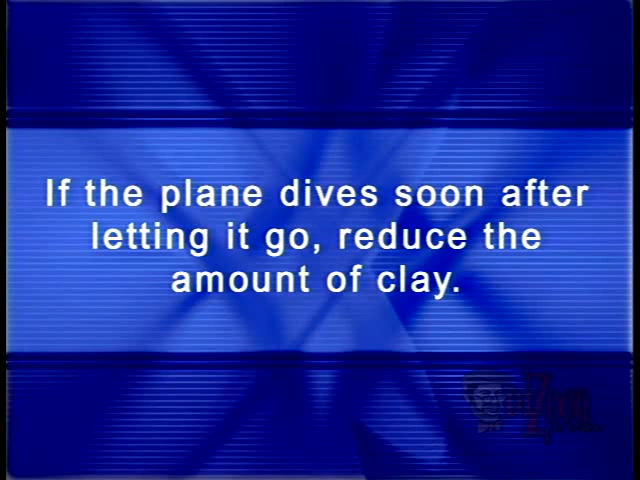 If the plane dives soon after
letting it go, reduce the
amount of clay.